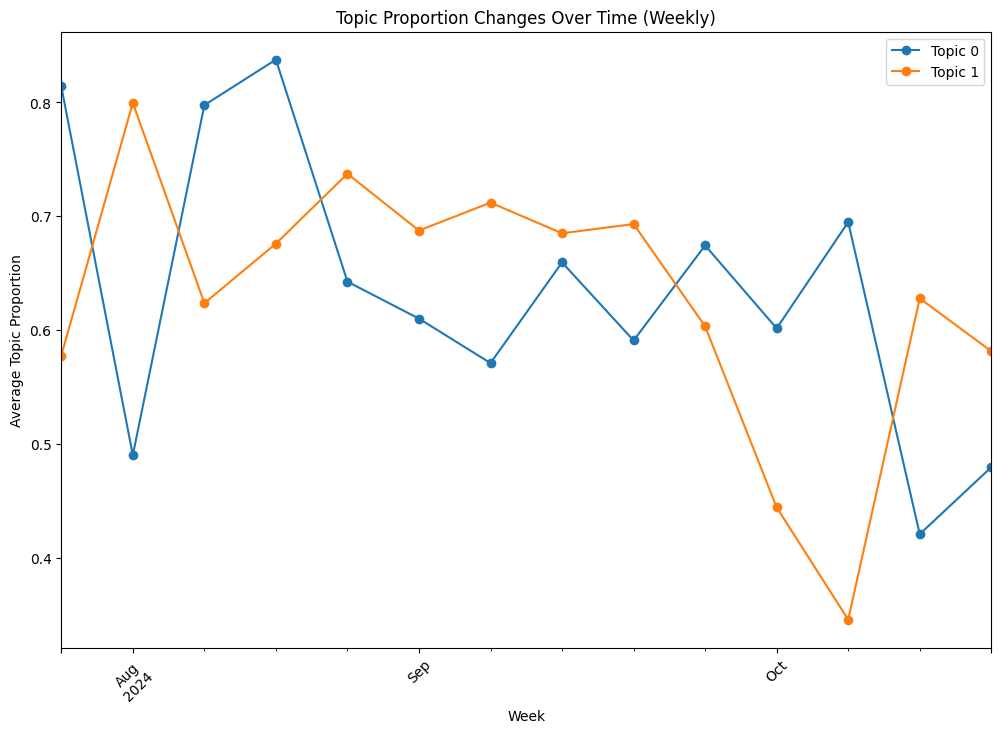 Topic Proportion Changes Over Time (Weekly)
Topic 0
Topic 1
Average Topic Proportion
0.8
0.7
0.6
0.5
0.4
Aug
2024
Sep
Oct
Week